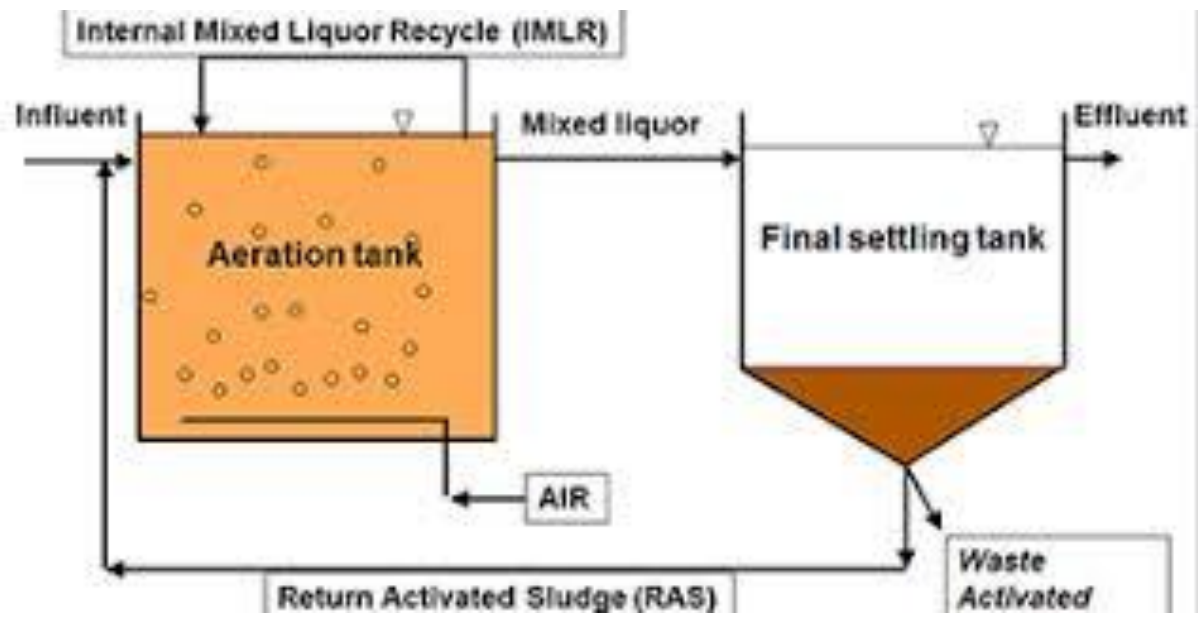 Internal Mixed Liquor Recycle (IMLR)
Influent
Mixed liquor
Effluent
Aeration tank
Final settling tank
AIR
Return Activated Sludge (RAS)
Waste
Activated